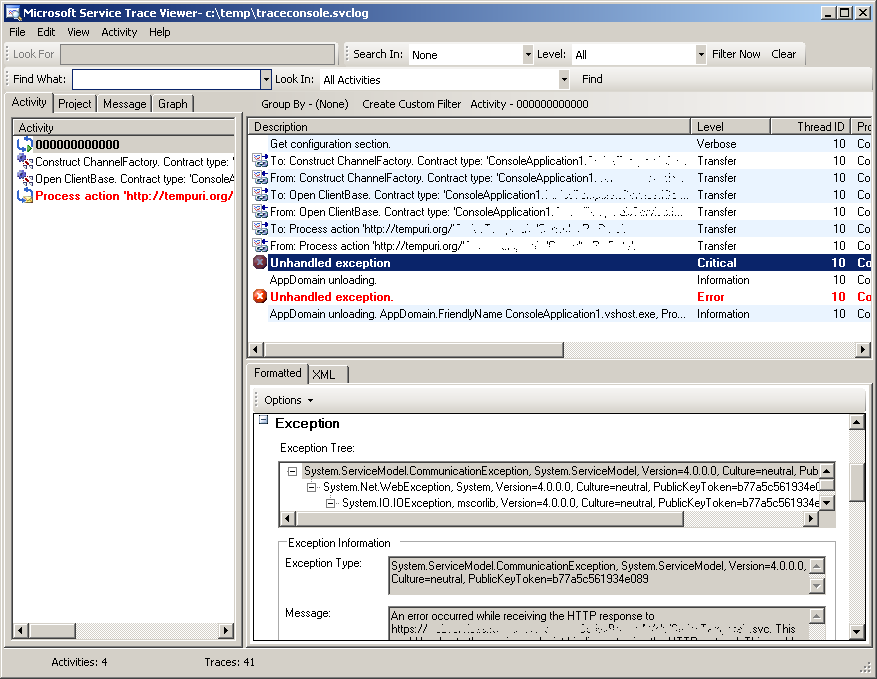 Microsoft Service Trace Viewer- c:\temp\traceconsole.svclog
File Edit View Activity Help
Look For Search In: None Level: All Filter Now Clear
Find What: Look In: All Activities Find
Activity Project Message Graph Group By - (None) Create Custom Filter Activity - 000000000000
Activity
000000000000
Construct ChannelFactory. Contract type: '
Open ClientBase. Contract type: 'ConsoleA
Process action 'http://tempuri.org/
Description Level Thread ID Pro
Get configuration section. Verbose 10 Co
To: Construct ChannelFactory. Contract type: 'ConsoleApplication1. ... Transfer 10 Co
From: Construct ChannelFactory. Contract type: 'ConsoleApplication1. ... Transfer 10 Co
To: Open ClientBase. Contract type: 'ConsoleApplication1. ... Transfer 10 Co
From: Open ClientBase. Contract type: 'ConsoleApplication1. ... Transfer 10 Co
To: Process action 'http://tempuri.org/ Transfer 10 Co
From: Process action 'http://tempuri.org/ Transfer 10 Co
Unhandled exception Critical 10 Co
AppDomain unloading. Information 10 Co
Unhandled exception. Error 10 Co
AppDomain unloading. AppDomain.FriendlyName ConsoleApplication1.vshost.exe, Pro... Information 10 Co
Formatted XML
Options
Exception
Exception Tree:
System.ServiceModel.CommunicationException, System.ServiceModel, Version=4.0.0.0, Culture=neutral, Pub
System.Net.WebException, System, Version=4.0.0.0, Culture=neutral, PublicKeyToken=b77a5c561934e0
System.IO.IOException, mscorlib, Version=4.0.0.0, Culture=neutral, PublicKeyToken=b77a5c561934e
Exception Information
Exception Type: System.ServiceModel.CommunicationException, System.ServiceModel, Version=4.0.0.0,
Culture=neutral, PublicKeyToken=b77a5c561934e089
Message: An error occurred while receiving the HTTP response to
https:// .svc. This
Activities: 4 Traces: 41